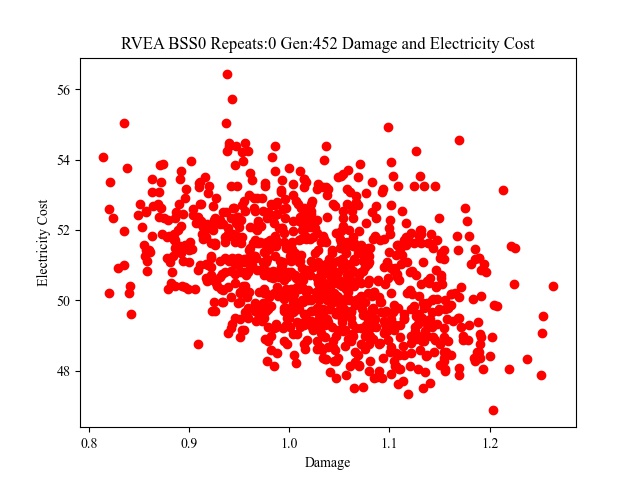 RVEA BSS0 Repeats:0 Gen:452 Damage and Electricity Cost
56
54
52
50
48
Electricity Cost
0.8 0.9 1.0 1.1 1.2
Damage